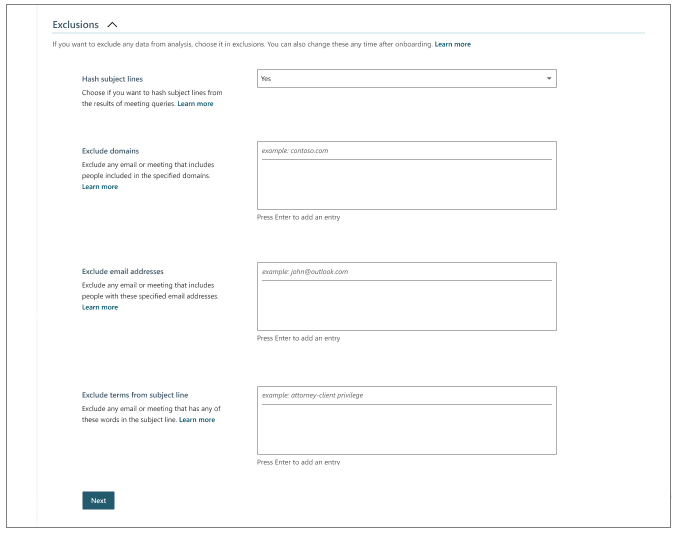 Exclusions
If you want to exclude any data from analysis, choose it in exclusions. You can also change these any time after onboarding. Learn more
Hash subject lines
Yes
Choose if you want to hash subject lines from
the results of meeting queries. Learn more
Exclude domains
example: contoso.com
Exclude any email or meeting that includes
people included in the specified domains.
Learn more
Press Enter to add an entry
Exclude email addresses
example: john@outlook.com
Exclude any email or meeting that includes
people with these specified email addresses.
Learn more
Press Enter to add an entry
Exclude terms from subject line
example: attorney-client privilege
Exclude any email or meeting that has any of
these words in the subject line. Learn more
Press Enter to add an entry
Next